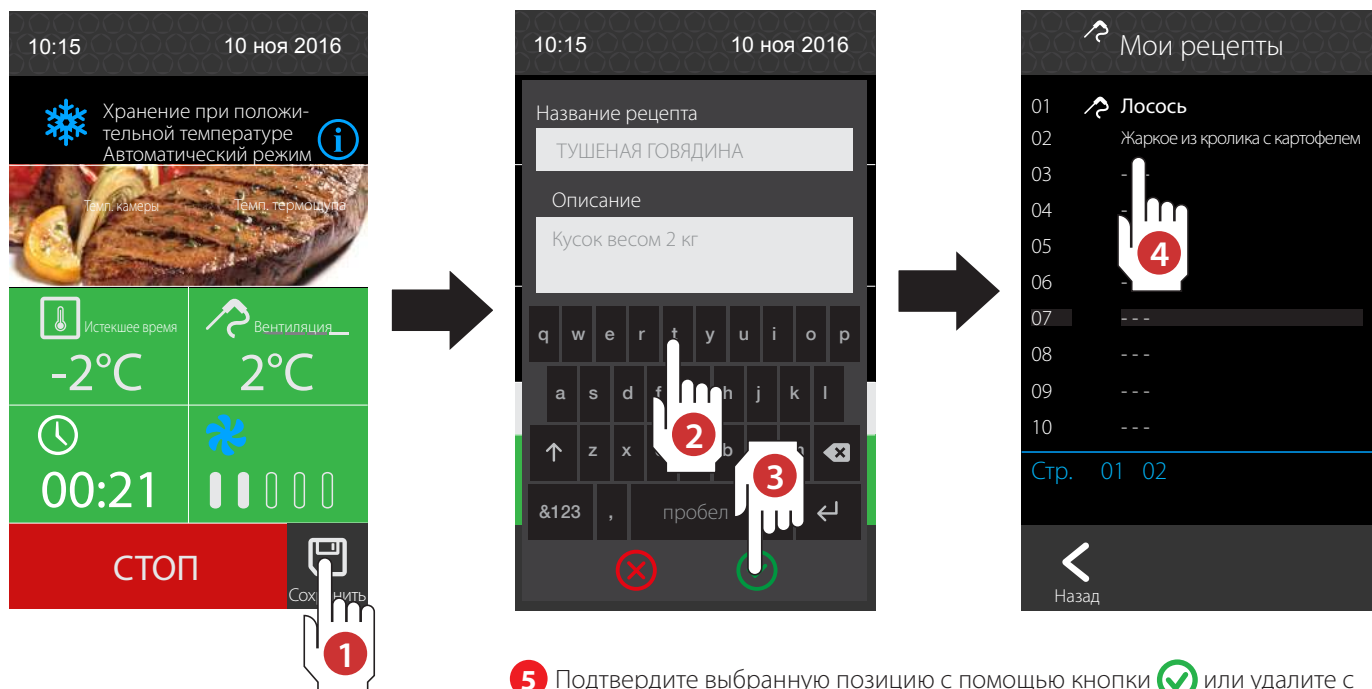 10:15 10 ноя 2016
Хранение при положи-
тельной температуре
Автоматический режим i
Темп. камеры Темп. термощупа
Истекшее время Вентиляция
-2°C 2°C
00:21
СТОП
Сохранить
1
10:15 10 ноя 2016
Название рецепта
ТУШЕНАЯ ГОВЯДИНА
Описание
Кусок весом 2 кг
q w e r t y u i o p
a s d f h j k l
2
z x b
3
&123 , пробел
Мои рецепты
01 Лосось
02 Жаркое из кролика с картофелем
03 -
04 -
4
05
06 -
07 - - -
08 - - -
09 - - -
10 - - -
Стр. 01 02
Назад
5 Подтвердите выбранную позицию с помощью кнопки или удалите с